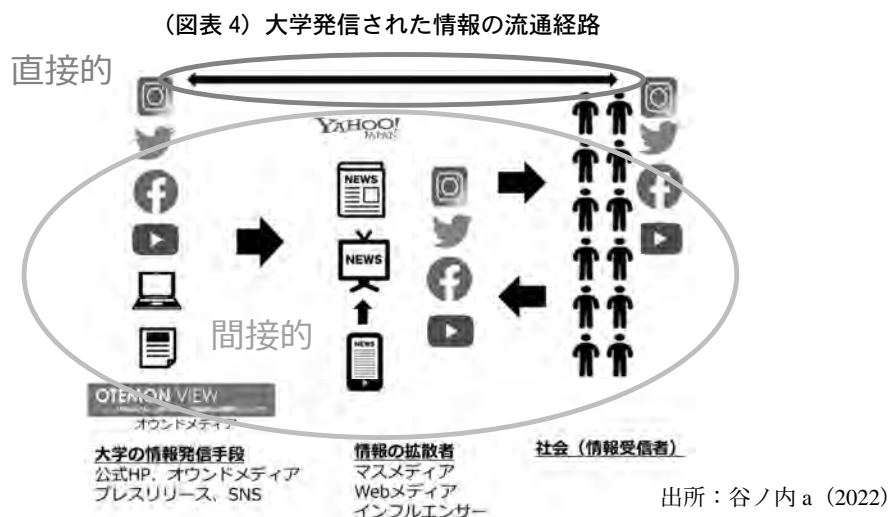 （図表 4）大学発信された情報の流通経路
直接的
YAHOO!
JAPAN
NEWS
NEWS
間接的
NEWS
OTEMON VIEW
オウンドメディア
大学の情報発信手段
公式HP、オウンドメディア
プレスリリース、SNS
情報の拡散者
マスメディア
Webメディア
インフルエンサー
社会（情報受信者）
出所：谷ノ内 a（2022）